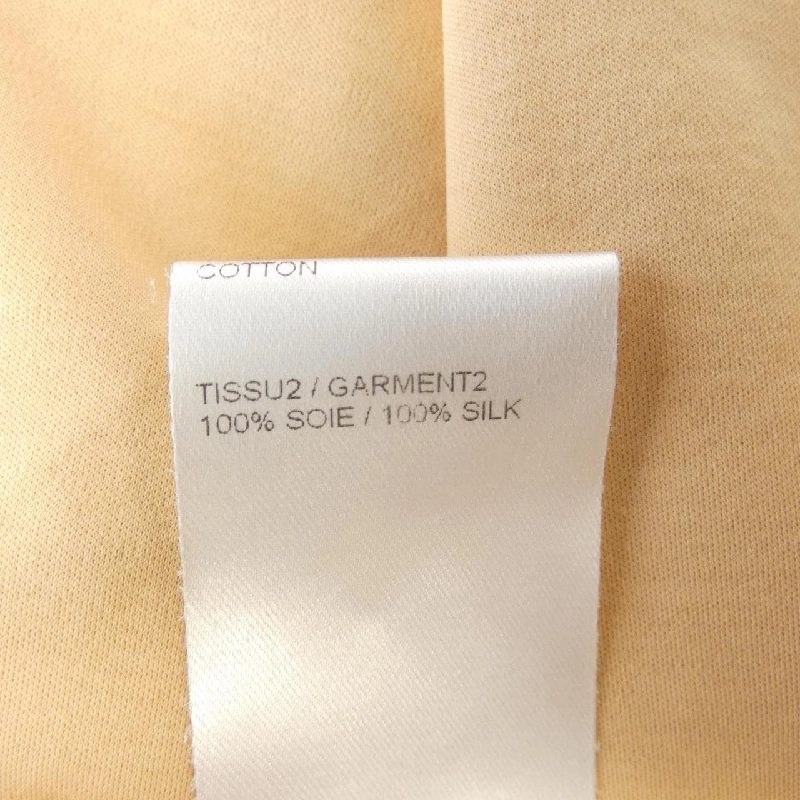 COTTON
TISSU2 / GARMENT2
100% SOIE / 100% SILK